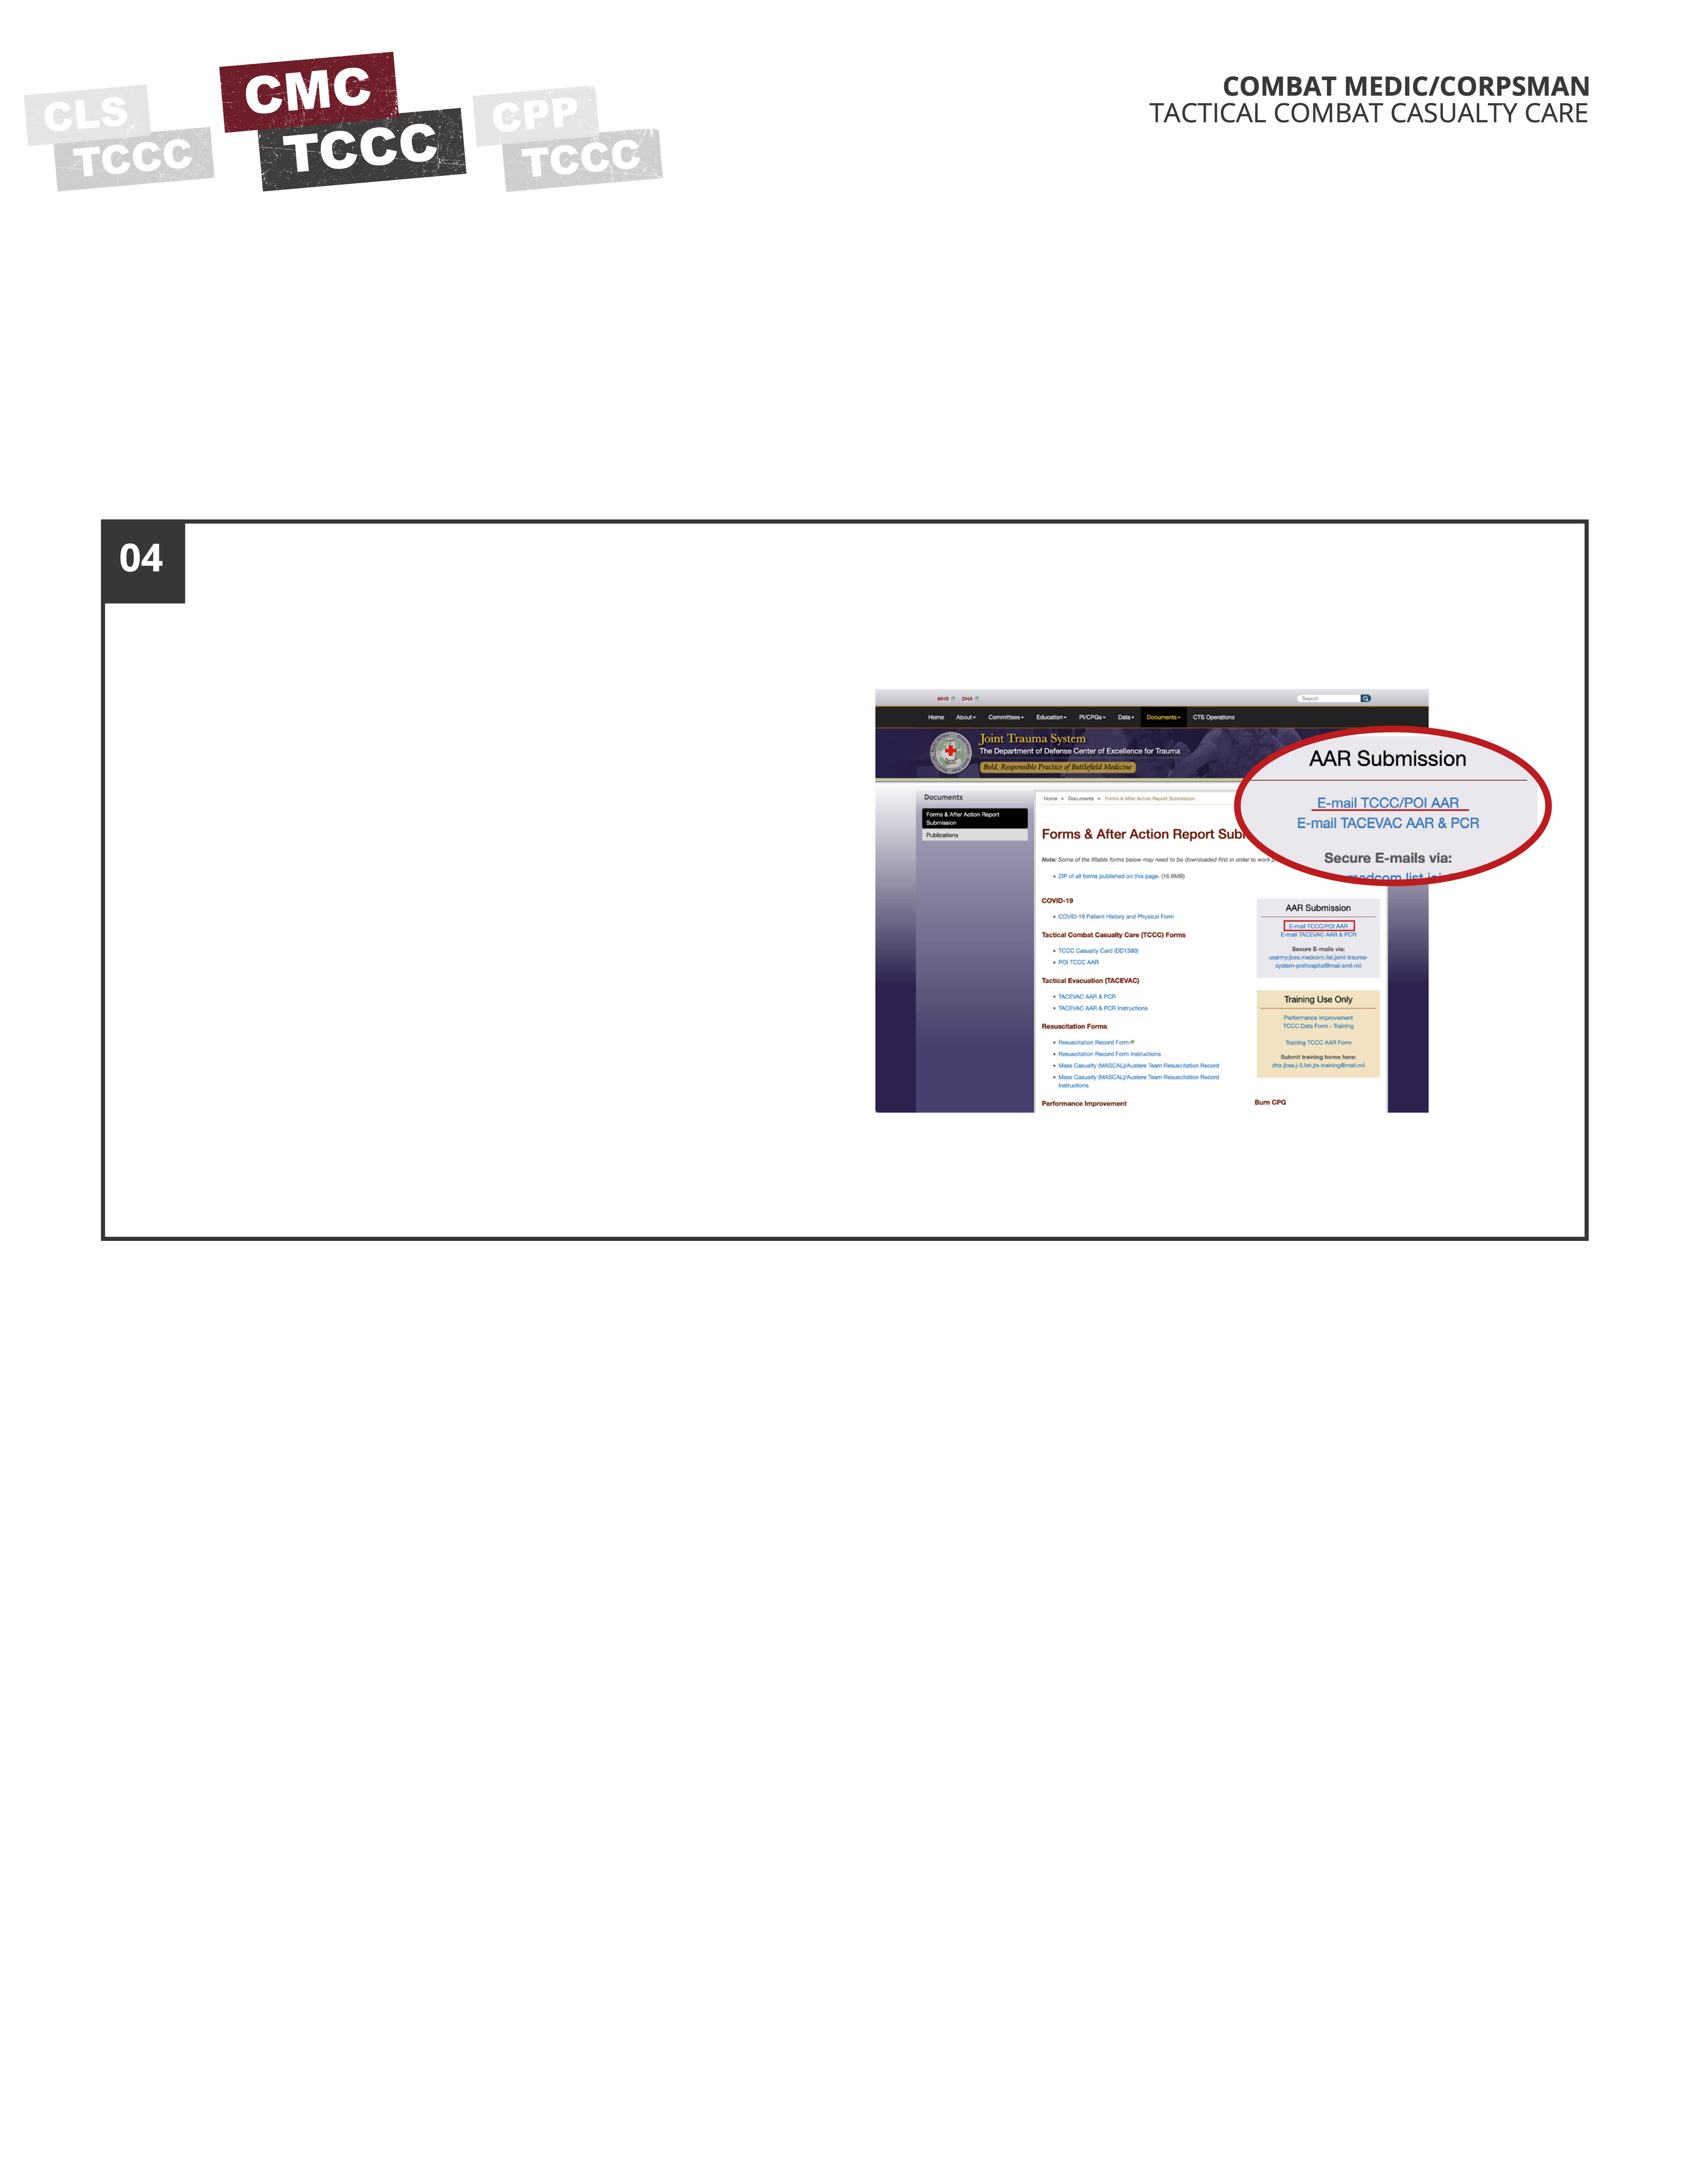 CLS
TCCC
CMC
TCCC
CPP
TCCC
COMBAT MEDIC/CORPSMAN
TACTICAL COMBAT CASUALTY CARE
04
MHS DHA
Search
Home About Committees Education PI/CPGs Data Documents CTS Operations
Joint Trauma System
The Department of Defense Center of Excellence for Trauma
Bold, Responsible Practice of Battlefield Medicine
Documents
Forms & After Action Report
Submission
Publications
Home » Documents » Forms & After Action Report Submission
Forms & After Action Report Sub
Note: Some of the fillable forms below may need to be downloaded first in order to work
• ZIP of all forms published on this page. (16.8MB)
COVID-19
• COVID-19 Patient History and Physical Form
Tactical Combat Casualty Care (TCCC) Forms
• TCCC Casualty Card (DD1380)
• POI TCCC AAR
Tactical Evacuation (TACEVAC)
• TACEVAC AAR & PCR
• TACEVAC AAR & PCR Instructions
Resuscitation Forms
• Resuscitation Record Form
• Resuscitation Record Form Instructions
• Mass Casualty (MASCAL)/Austere Team Resuscitation Record
• Mass Casualty (MASCAL)/Austere Team Resuscitation Record
Instructions
Performance Improvement
AAR Submission
E-mail TCCC/POI AAR
E-mail TACEVAC AAR & PCR
Secure E-mails via:
medcom.list.joi
AAR Submission
E-mail TCCC/POI AAR
E-mail TACEVAC AAR & PCR
Secure E-mails via:
usarmy.jbsa.medcom.list.joint-trauma-
system-prehospital@mail.smil.mil
Training Use Only
Performance Improvement
TCCC Data Form - Training
Training TCCC AAR Form
Submit training forms here:
dha.jbsa.j-3.list.jts-training@mail.mil
Burn CPG